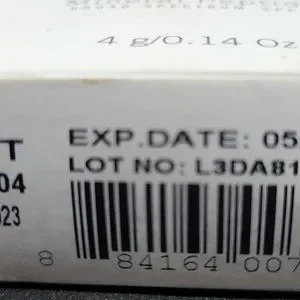 4 g/0.14 Oz
T EXP.DATE: 05
LOT NO: L3DA81
04
023
8 84164 007